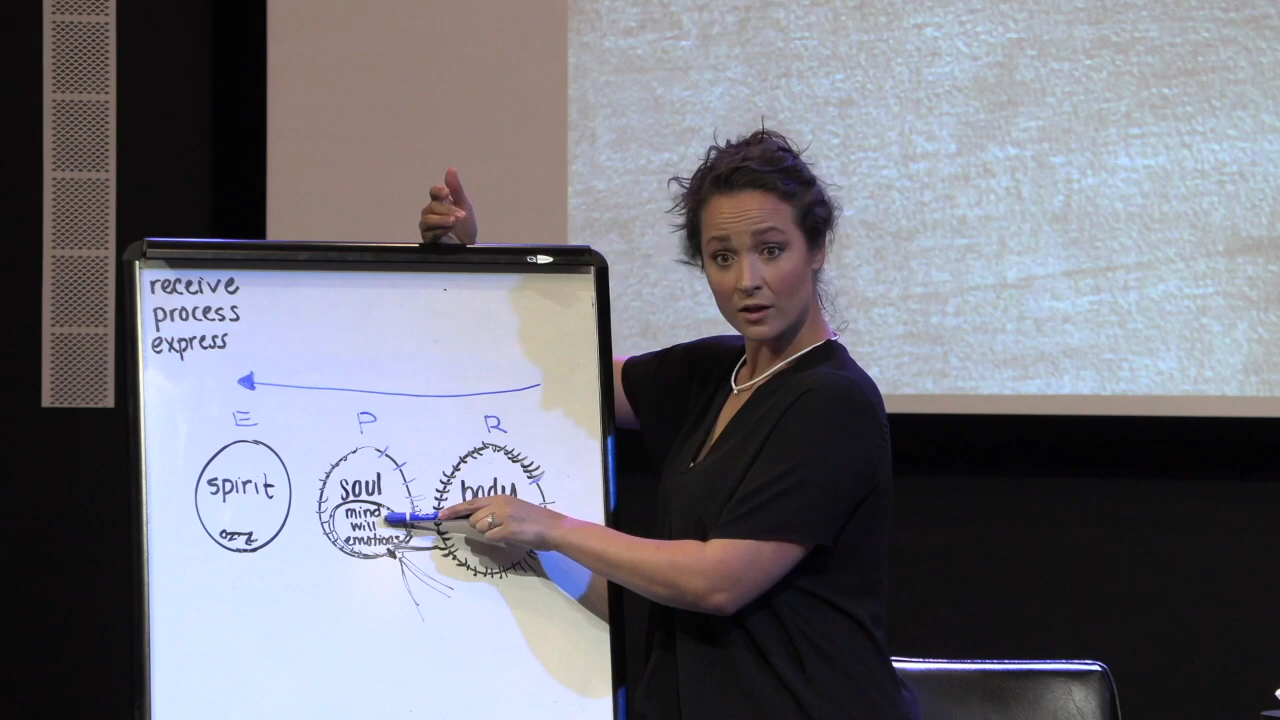 receive
process
express
E P R
spirit soul body
mind
will
emotions